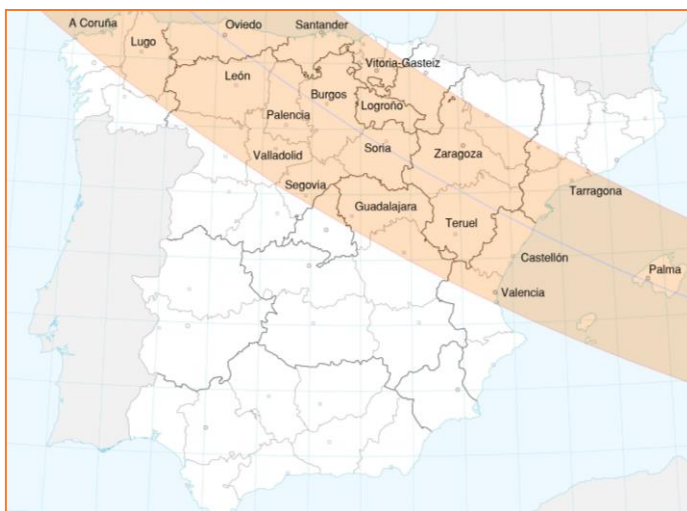 A Coruña
Oviedo
Santander
Lugo
Vitoria-Gasteiz
León
Burgos
Logroño
Palencia
Valladolid
Soria
Zaragoza
Segovia
Guadalajara
Tarragona
Teruel
Castellón
Palma
Valencia